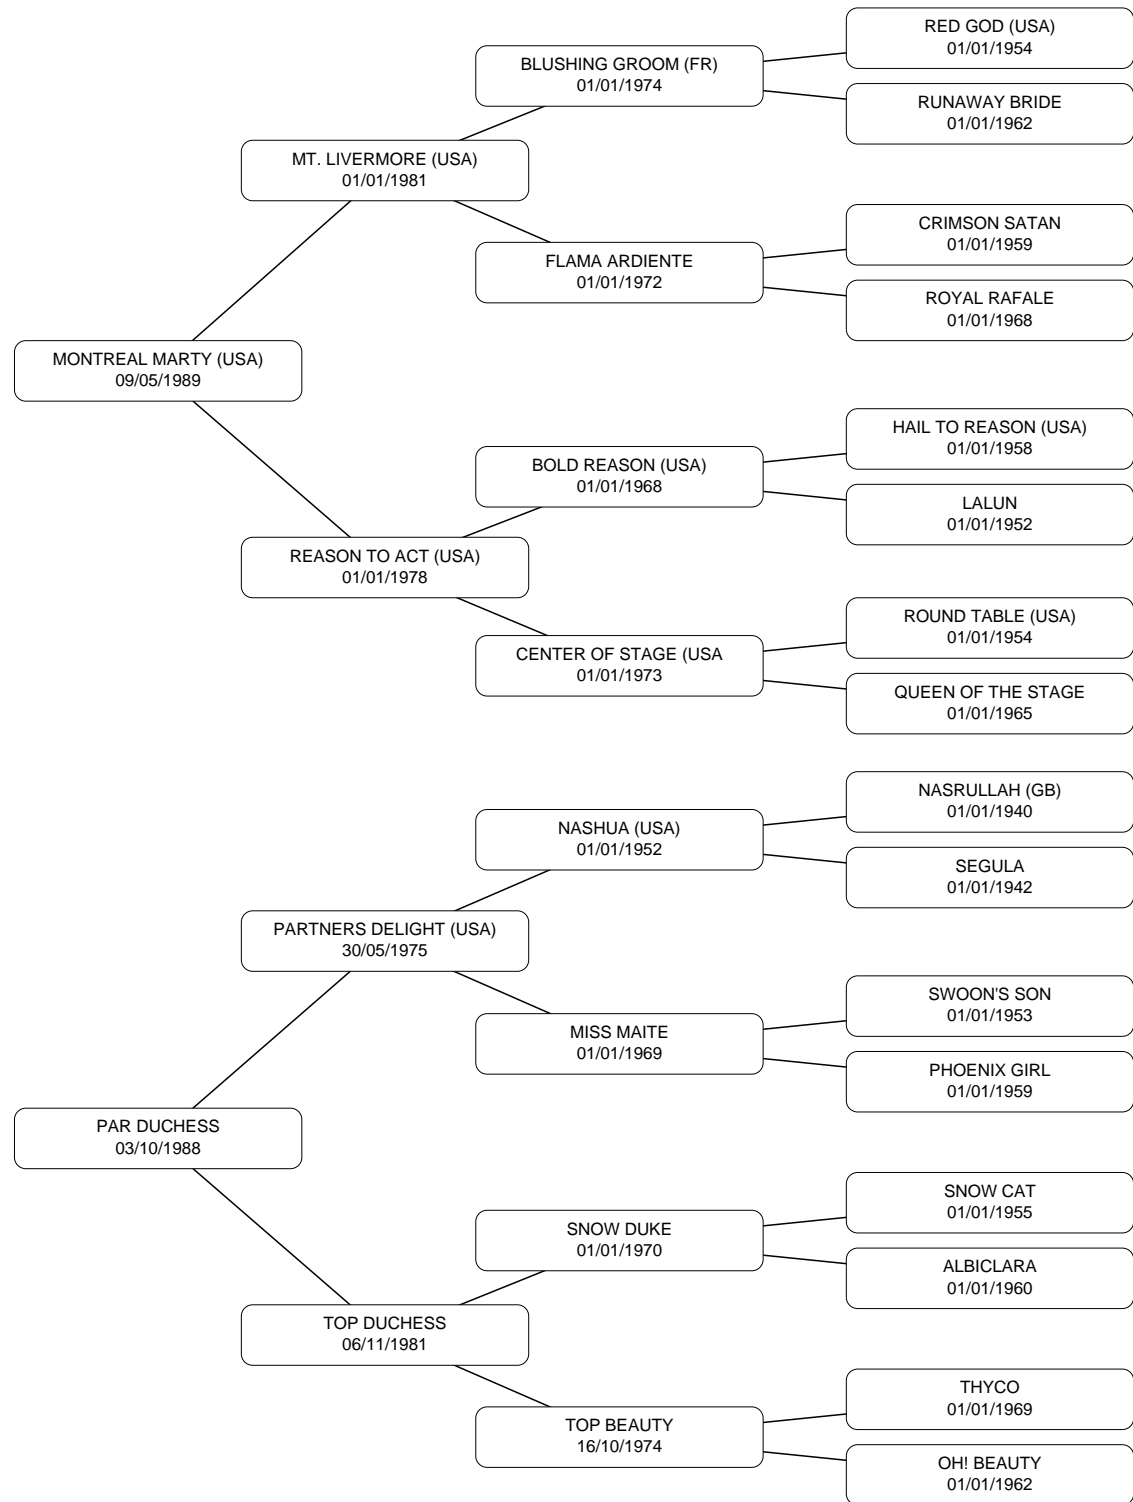 RED GOD (USA)
01/01/1954
BLUSHING GROOM (FR)
01/01/1974
RUNAWAY BRIDE
01/01/1962
MT. LIVERMORE (USA)
01/01/1981
CRIMSON SATAN
01/01/1959
FLAMA ARDIENTE
01/01/1972
ROYAL RAFALE
01/01/1968
MONTREAL MARTY (USA)
09/05/1989
HAIL TO REASON (USA)
01/01/1958
BOLD REASON (USA)
01/01/1968
LALUN
01/01/1952
REASON TO ACT (USA)
01/01/1978
ROUND TABLE (USA)
01/01/1954
CENTER OF STAGE (USA
01/01/1973
QUEEN OF THE STAGE
01/01/1965
NASRULLAH (GB)
01/01/1940
NASHUA (USA)
01/01/1952
SEGULA
01/01/1942
PARTNERS DELIGHT (USA)
30/05/1975
SWOON'S SON
01/01/1953
MISS MAITE
01/01/1969
PHOENIX GIRL
01/01/1959
PAR DUCHESS
03/10/1988
SNOW CAT
01/01/1955
SNOW DUKE
01/01/1970
ALBICLARA
01/01/1960
TOP DUCHESS
06/11/1981
THYCO
01/01/1969
TOP BEAUTY
16/10/1974
OH! BEAUTY
01/01/1962